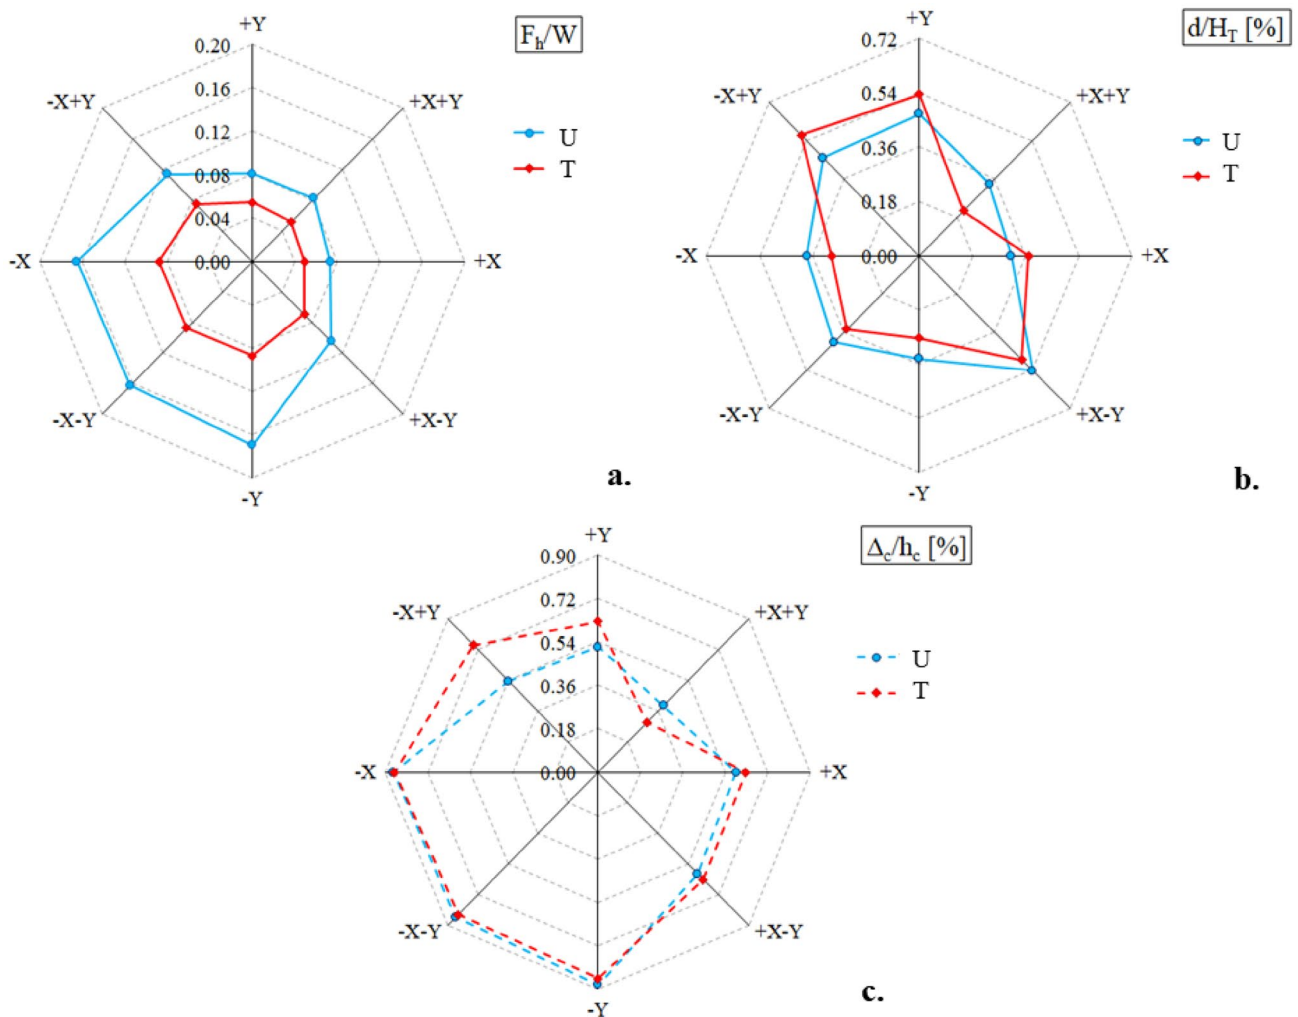 +Y
F_h/W
0.20
0.16
0.12
0.08
0.04
0.00
-X+Y
+X+Y
-X
+X
-X-Y
+X-Y
-Y
U
T
a.
+Y
d/H_T [%]
0.72
0.54
0.36
0.18
0.00
-X+Y
+X+Y
-X
+X
-X-Y
+X-Y
-Y
U
T
b.
+Y
Δ_c/h_c [%]
0.90
0.72
0.54
0.36
0.18
0.00
-X+Y
+X+Y
-X
+X
-X-Y
+X-Y
-Y
U
T
c.